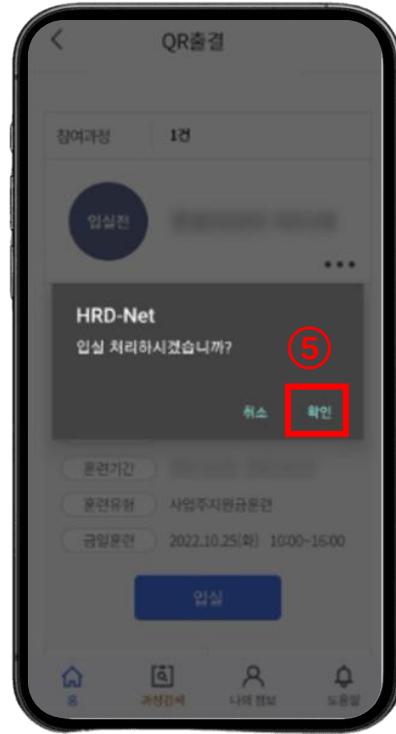 QR출결
참여과정 1건
입실전
HRD-Net
입실 처리하시겠습니까?
⑤
취소 확인
훈련기간
훈련유형 사업주지원금훈련
금일훈련 2022.10.25(화) 10:00~16:00
입실
홈 과정검색 나의 정보 도움말